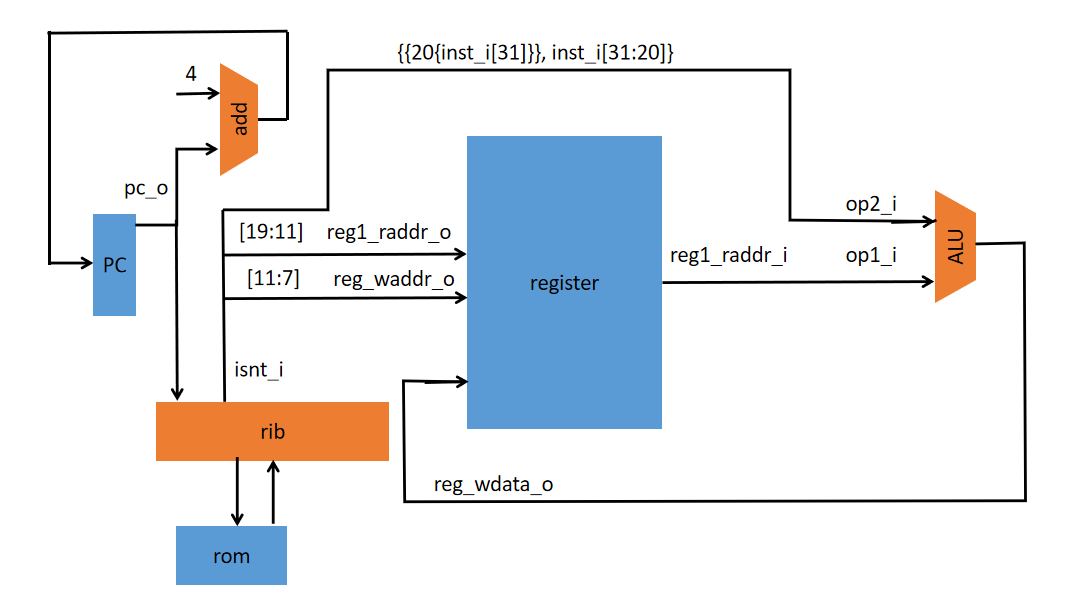 {{20{inst_i[31]}}, inst_i[31:20]}
4
add
pc_o
PC
[19:11] reg1_raddr_o
[11:7] reg_waddr_o
isnt_i
register
reg1_raddr_i
op2_i
op1_i
ALU
rib
reg_wdata_o
rom